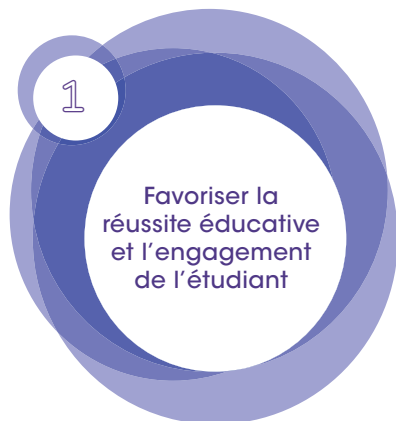 1
Favoriser la
réussite éducative
et l'engagement
de l'étudiant